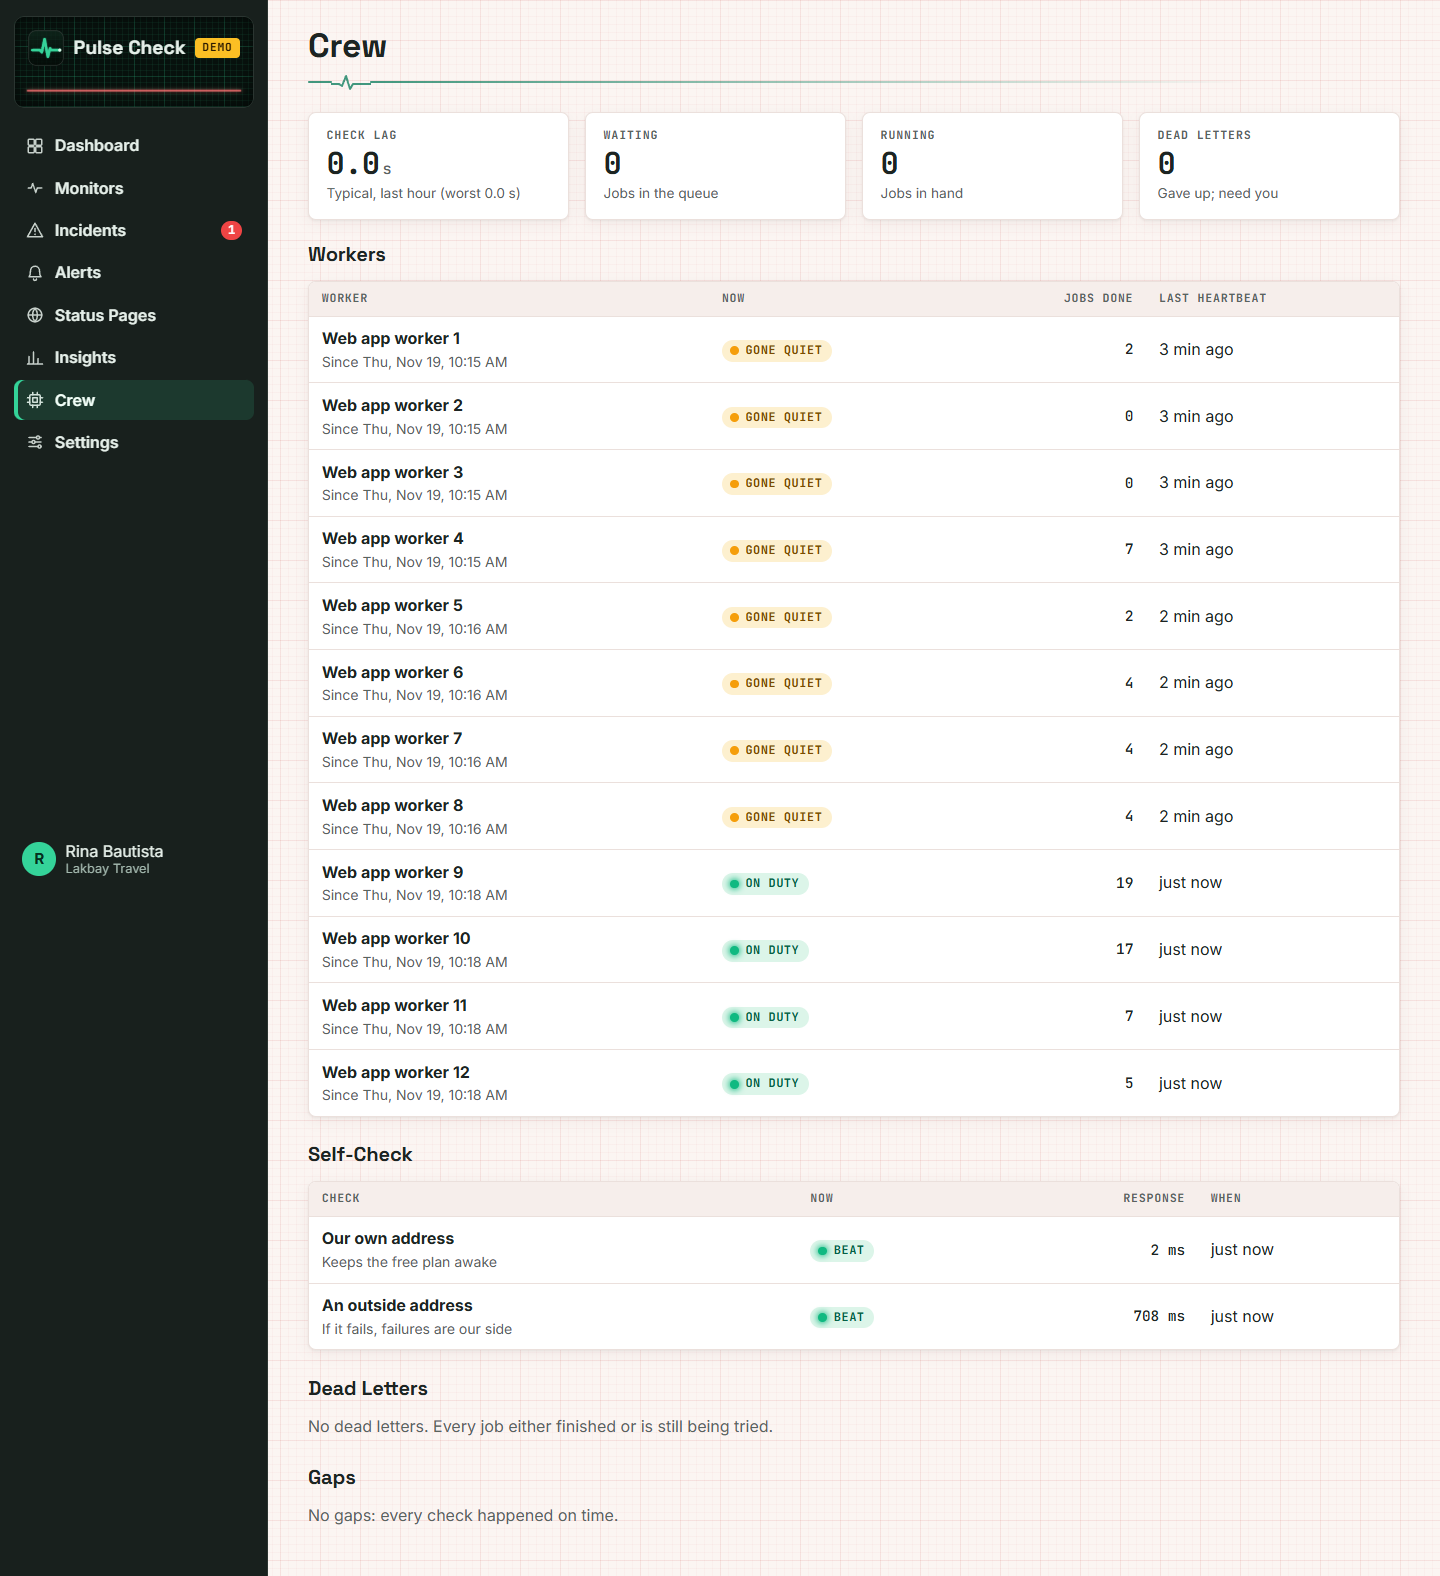 Pulse Check DEMO
Dashboard
Monitors
Incidents 1
Alerts
Status Pages
Insights
Crew
Settings
R Rina Bautista
Lakbay Travel
Crew
CHECK LAG
0.0 s
Typical, last hour (worst 0.0 s)
WAITING
0
Jobs in the queue
RUNNING
0
Jobs in hand
DEAD LETTERS
0
Gave up; need you
Workers
WORKER NOW JOBS DONE LAST HEARTBEAT
Web app worker 1 GONE QUIET 2 3 min ago
Since Thu, Nov 19, 10:15 AM
Web app worker 2 GONE QUIET 0 3 min ago
Since Thu, Nov 19, 10:15 AM
Web app worker 3 GONE QUIET 0 3 min ago
Since Thu, Nov 19, 10:15 AM
Web app worker 4 GONE QUIET 7 3 min ago
Since Thu, Nov 19, 10:15 AM
Web app worker 5 GONE QUIET 2 2 min ago
Since Thu, Nov 19, 10:16 AM
Web app worker 6 GONE QUIET 4 2 min ago
Since Thu, Nov 19, 10:16 AM
Web app worker 7 GONE QUIET 4 2 min ago
Since Thu, Nov 19, 10:16 AM
Web app worker 8 GONE QUIET 4 2 min ago
Since Thu, Nov 19, 10:16 AM
Web app worker 9 ON DUTY 19 just now
Since Thu, Nov 19, 10:18 AM
Web app worker 10 ON DUTY 17 just now
Since Thu, Nov 19, 10:18 AM
Web app worker 11 ON DUTY 7 just now
Since Thu, Nov 19, 10:18 AM
Web app worker 12 ON DUTY 5 just now
Since Thu, Nov 19, 10:18 AM
Self-Check
CHECK NOW RESPONSE WHEN
Our own address BEAT 2 ms just now
Keeps the free plan awake
An outside address BEAT 708 ms just now
If it fails, failures are our side
Dead Letters
No dead letters. Every job either finished or is still being tried.
Gaps
No gaps: every check happened on time.